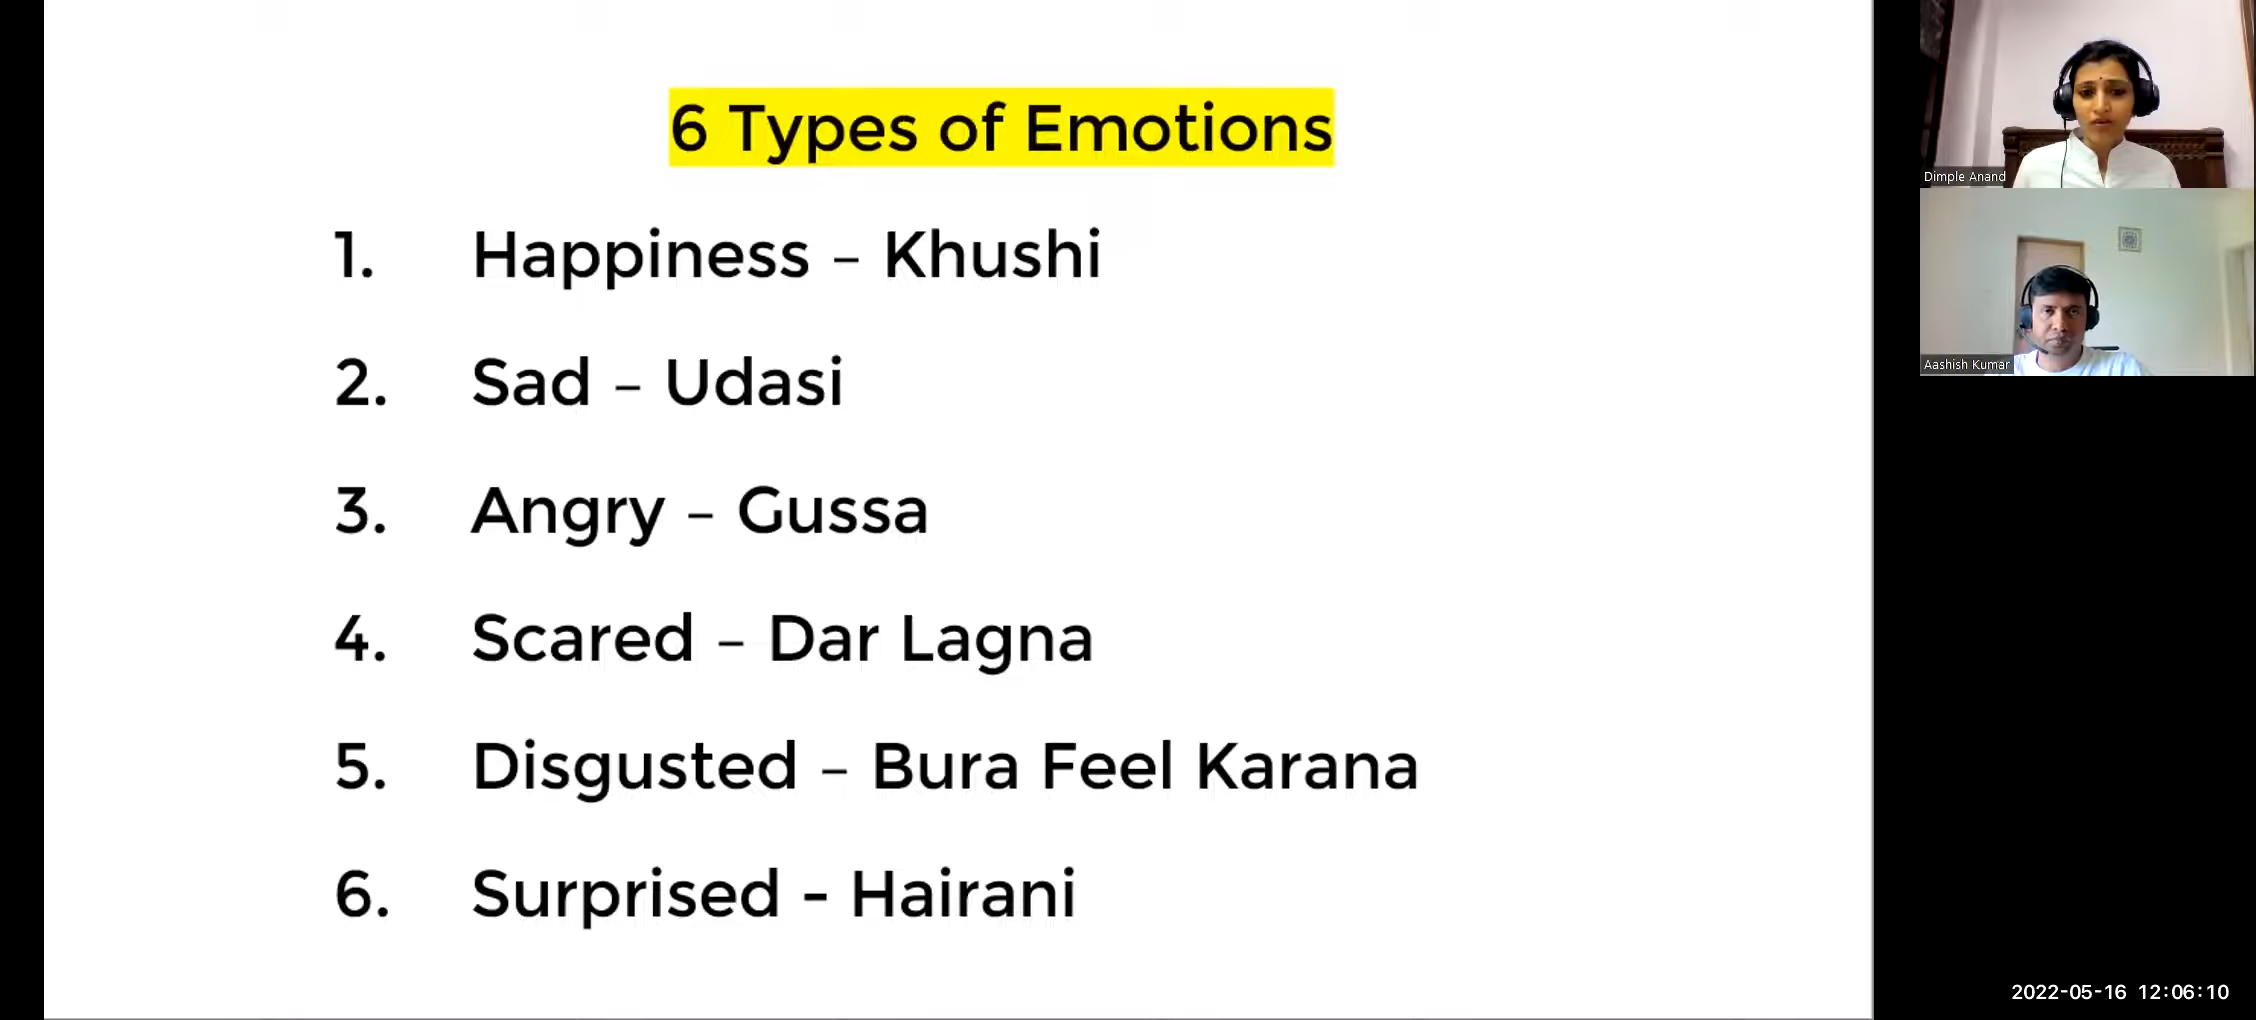 6 Types of Emotions
1. Happiness – Khushi
2. Sad – Udasi
3. Angry – Gussa
4. Scared – Dar Lagna
5. Disgusted – Bura Feel Karana
6. Surprised - Hairani
Dimple Anand
Aashish Kumar
2022-05-16 12:06:10